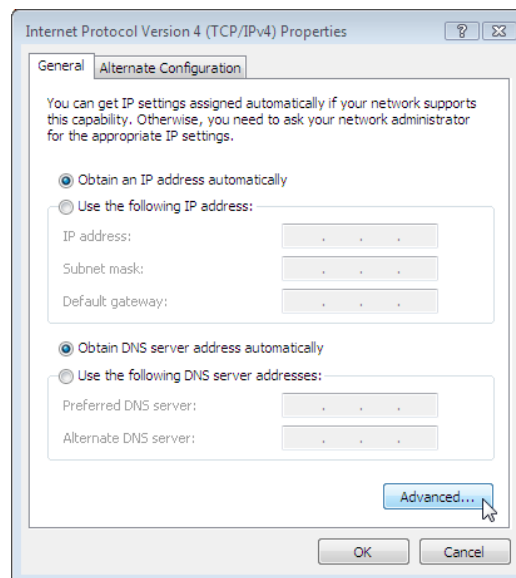 Internet Protocol Version 4 (TCP/IPv4) Properties
General
Alternate Configuration
You can get IP settings assigned automatically if your network supports
this capability. Otherwise, you need to ask your network administrator
for the appropriate IP settings.
Obtain an IP address automatically
Use the following IP address:
IP address:
Subnet mask:
Default gateway:
Obtain DNS server address automatically
Use the following DNS server addresses:
Preferred DNS server:
Alternate DNS server:
Advanced...
OK
Cancel